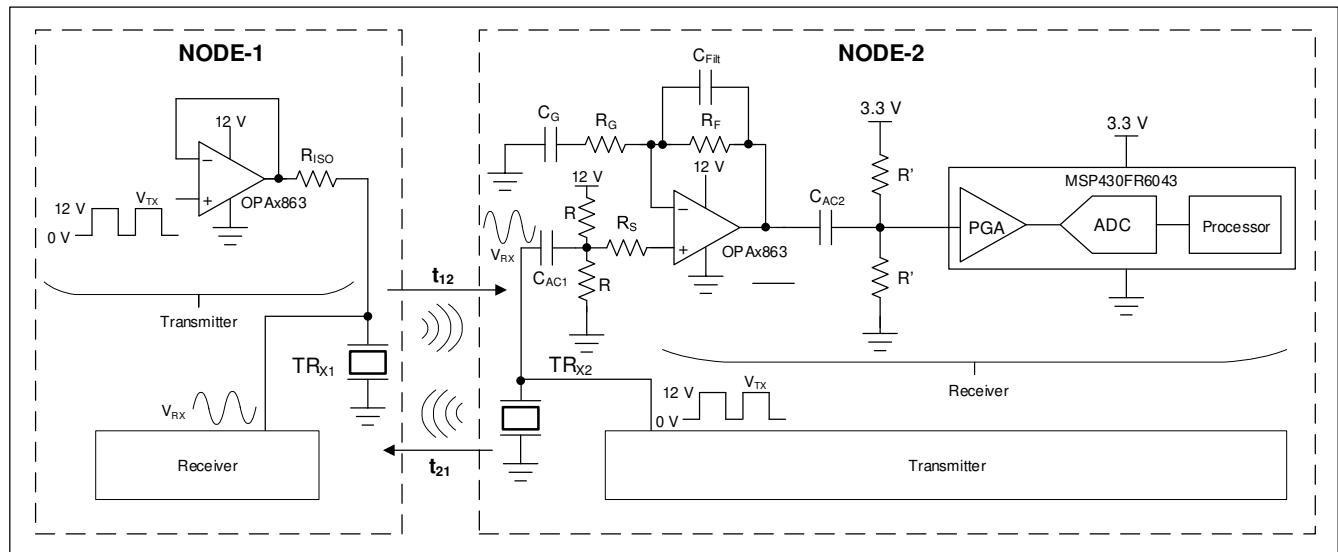 NODE-1
12 V
R_ISO
OPAx863
V_TX
12 V
0 V
Transmitter
TR_X1
V_RX
Receiver
t_12
t_21
NODE-2
C_Filt
C_G
R_G
R_F
12 V
12 V
R
R_S
V_RX
C_AC1
R
OPAx863
C_AC2
3.3 V
R'
R'
3.3 V
MSP430FR6043
PGA
ADC
Processor
Receiver
TR_X2
12 V
V_TX
0 V
Transmitter